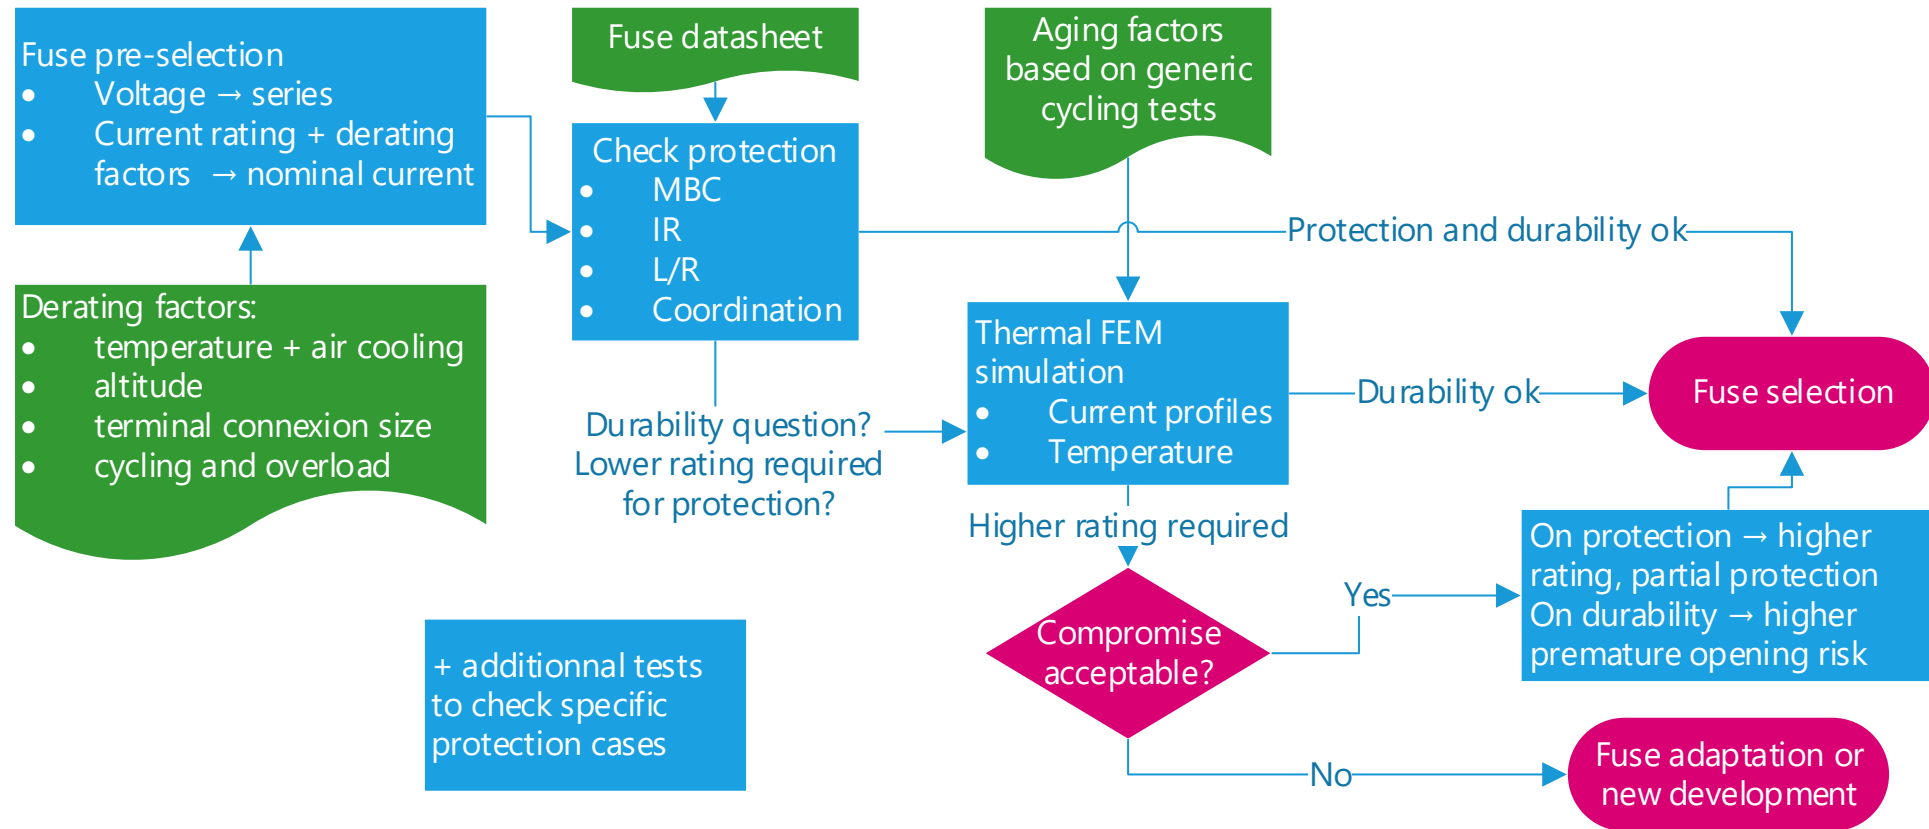 Fuse pre-selection
• Voltage → series
• Current rating + derating
factors → nominal current
Derating factors:
• temperature + air cooling
• altitude
• terminal connexion size
• cycling and overload
Fuse datasheet
Check protection
• MBC
• IR
• L/R
• Coordination
Durability question?
Lower rating required
for protection?
+ additionnal tests
to check specific
protection cases
Aging factors
based on generic
cycling tests
Protection and durability ok
Thermal FEM
simulation
• Current profiles
• Temperature
Durability ok
Fuse selection
Higher rating required
Compromise
acceptable?
Yes
On protection → higher
rating, partial protection
On durability → higher
premature opening risk
No
Fuse adaptation or
new development